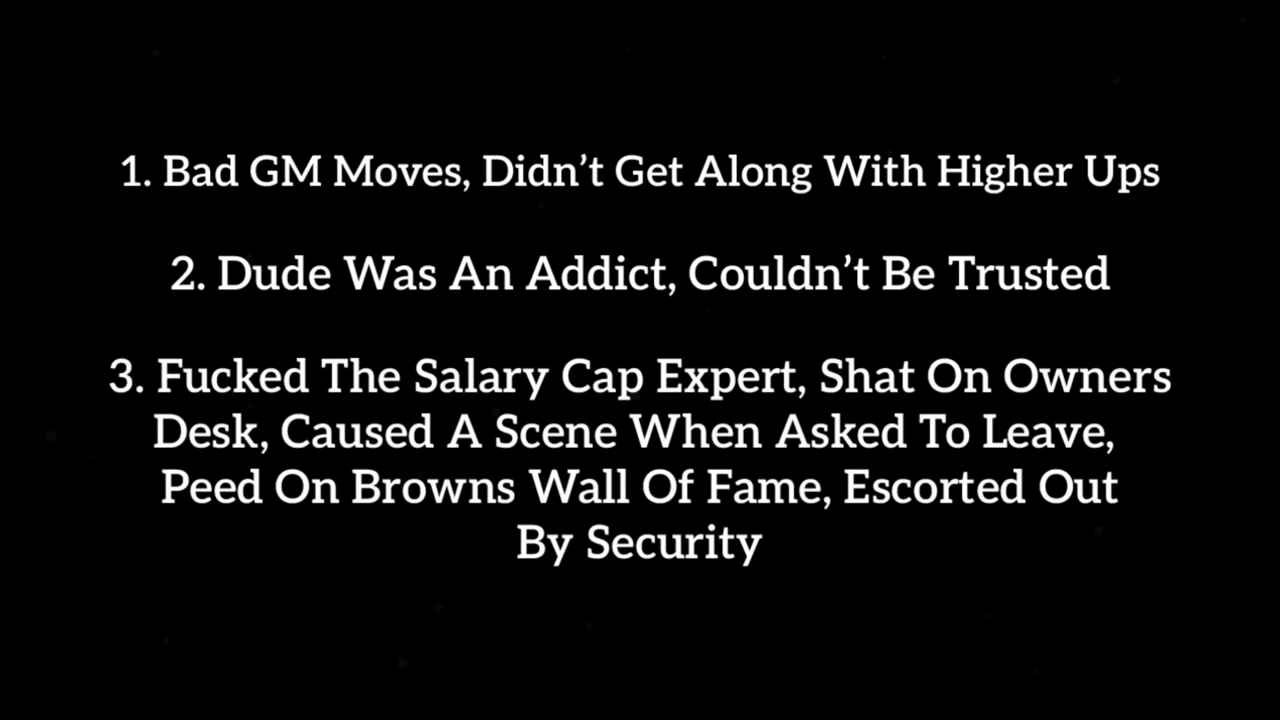 1. Bad GM Moves, Didn’t Get Along With Higher Ups
2. Dude Was An Addict, Couldn’t Be Trusted
3. Fucked The Salary Cap Expert, Shat On Owners
Desk, Caused A Scene When Asked To Leave,
Peed On Browns Wall Of Fame, Escorted Out
By Security